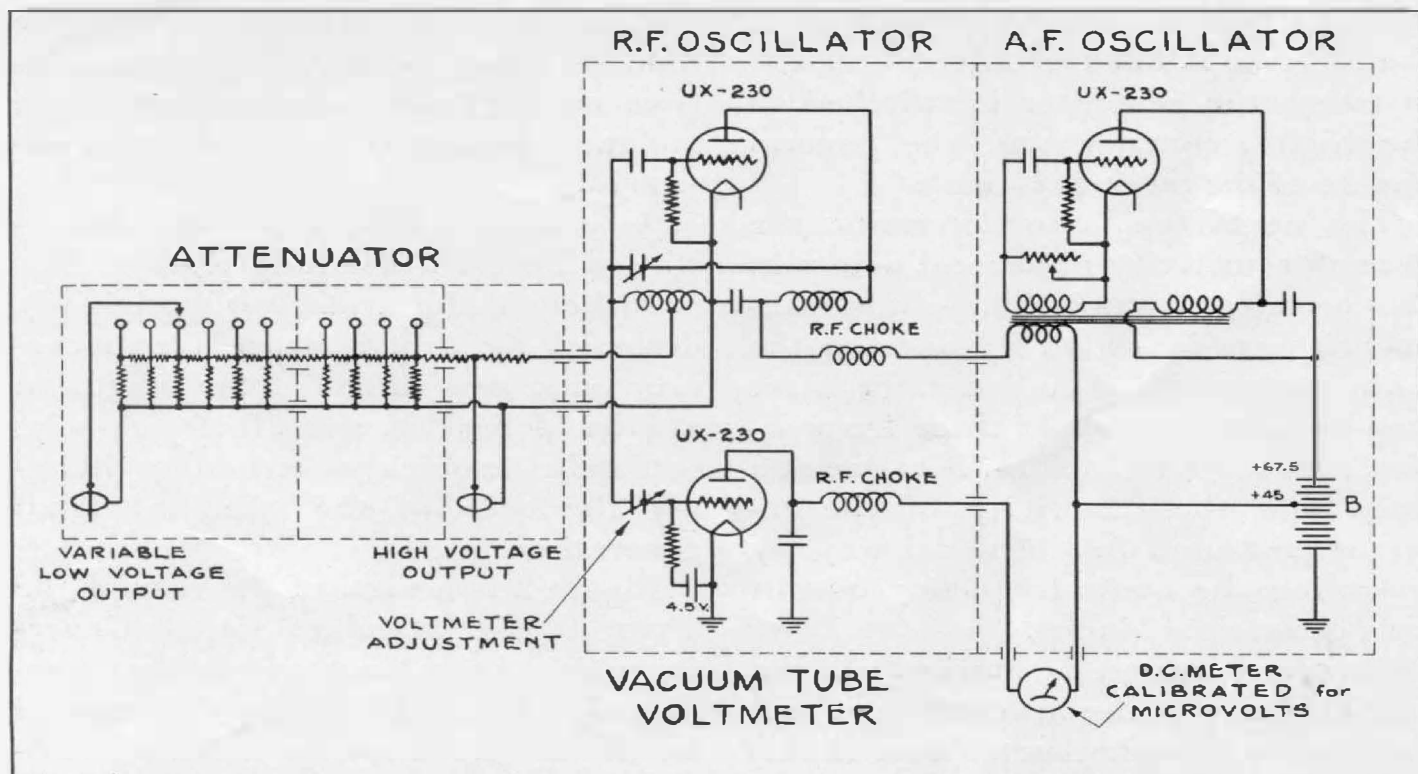 R.F. OSCILLATOR
A.F. OSCILLATOR
UX-230
UX-230
ATTENUATOR
R.F. CHOKE
UX-230
R.F. CHOKE
+67.5
+45
B
VARIABLE
LOW VOLTAGE
OUTPUT
HIGH VOLTAGE
OUTPUT
4.5 V.
VOLTMETER
ADJUSTMENT
VACUUM TUBE
VOLTMETER
D.C. METER
CALIBRATED for
MICROVOLTS